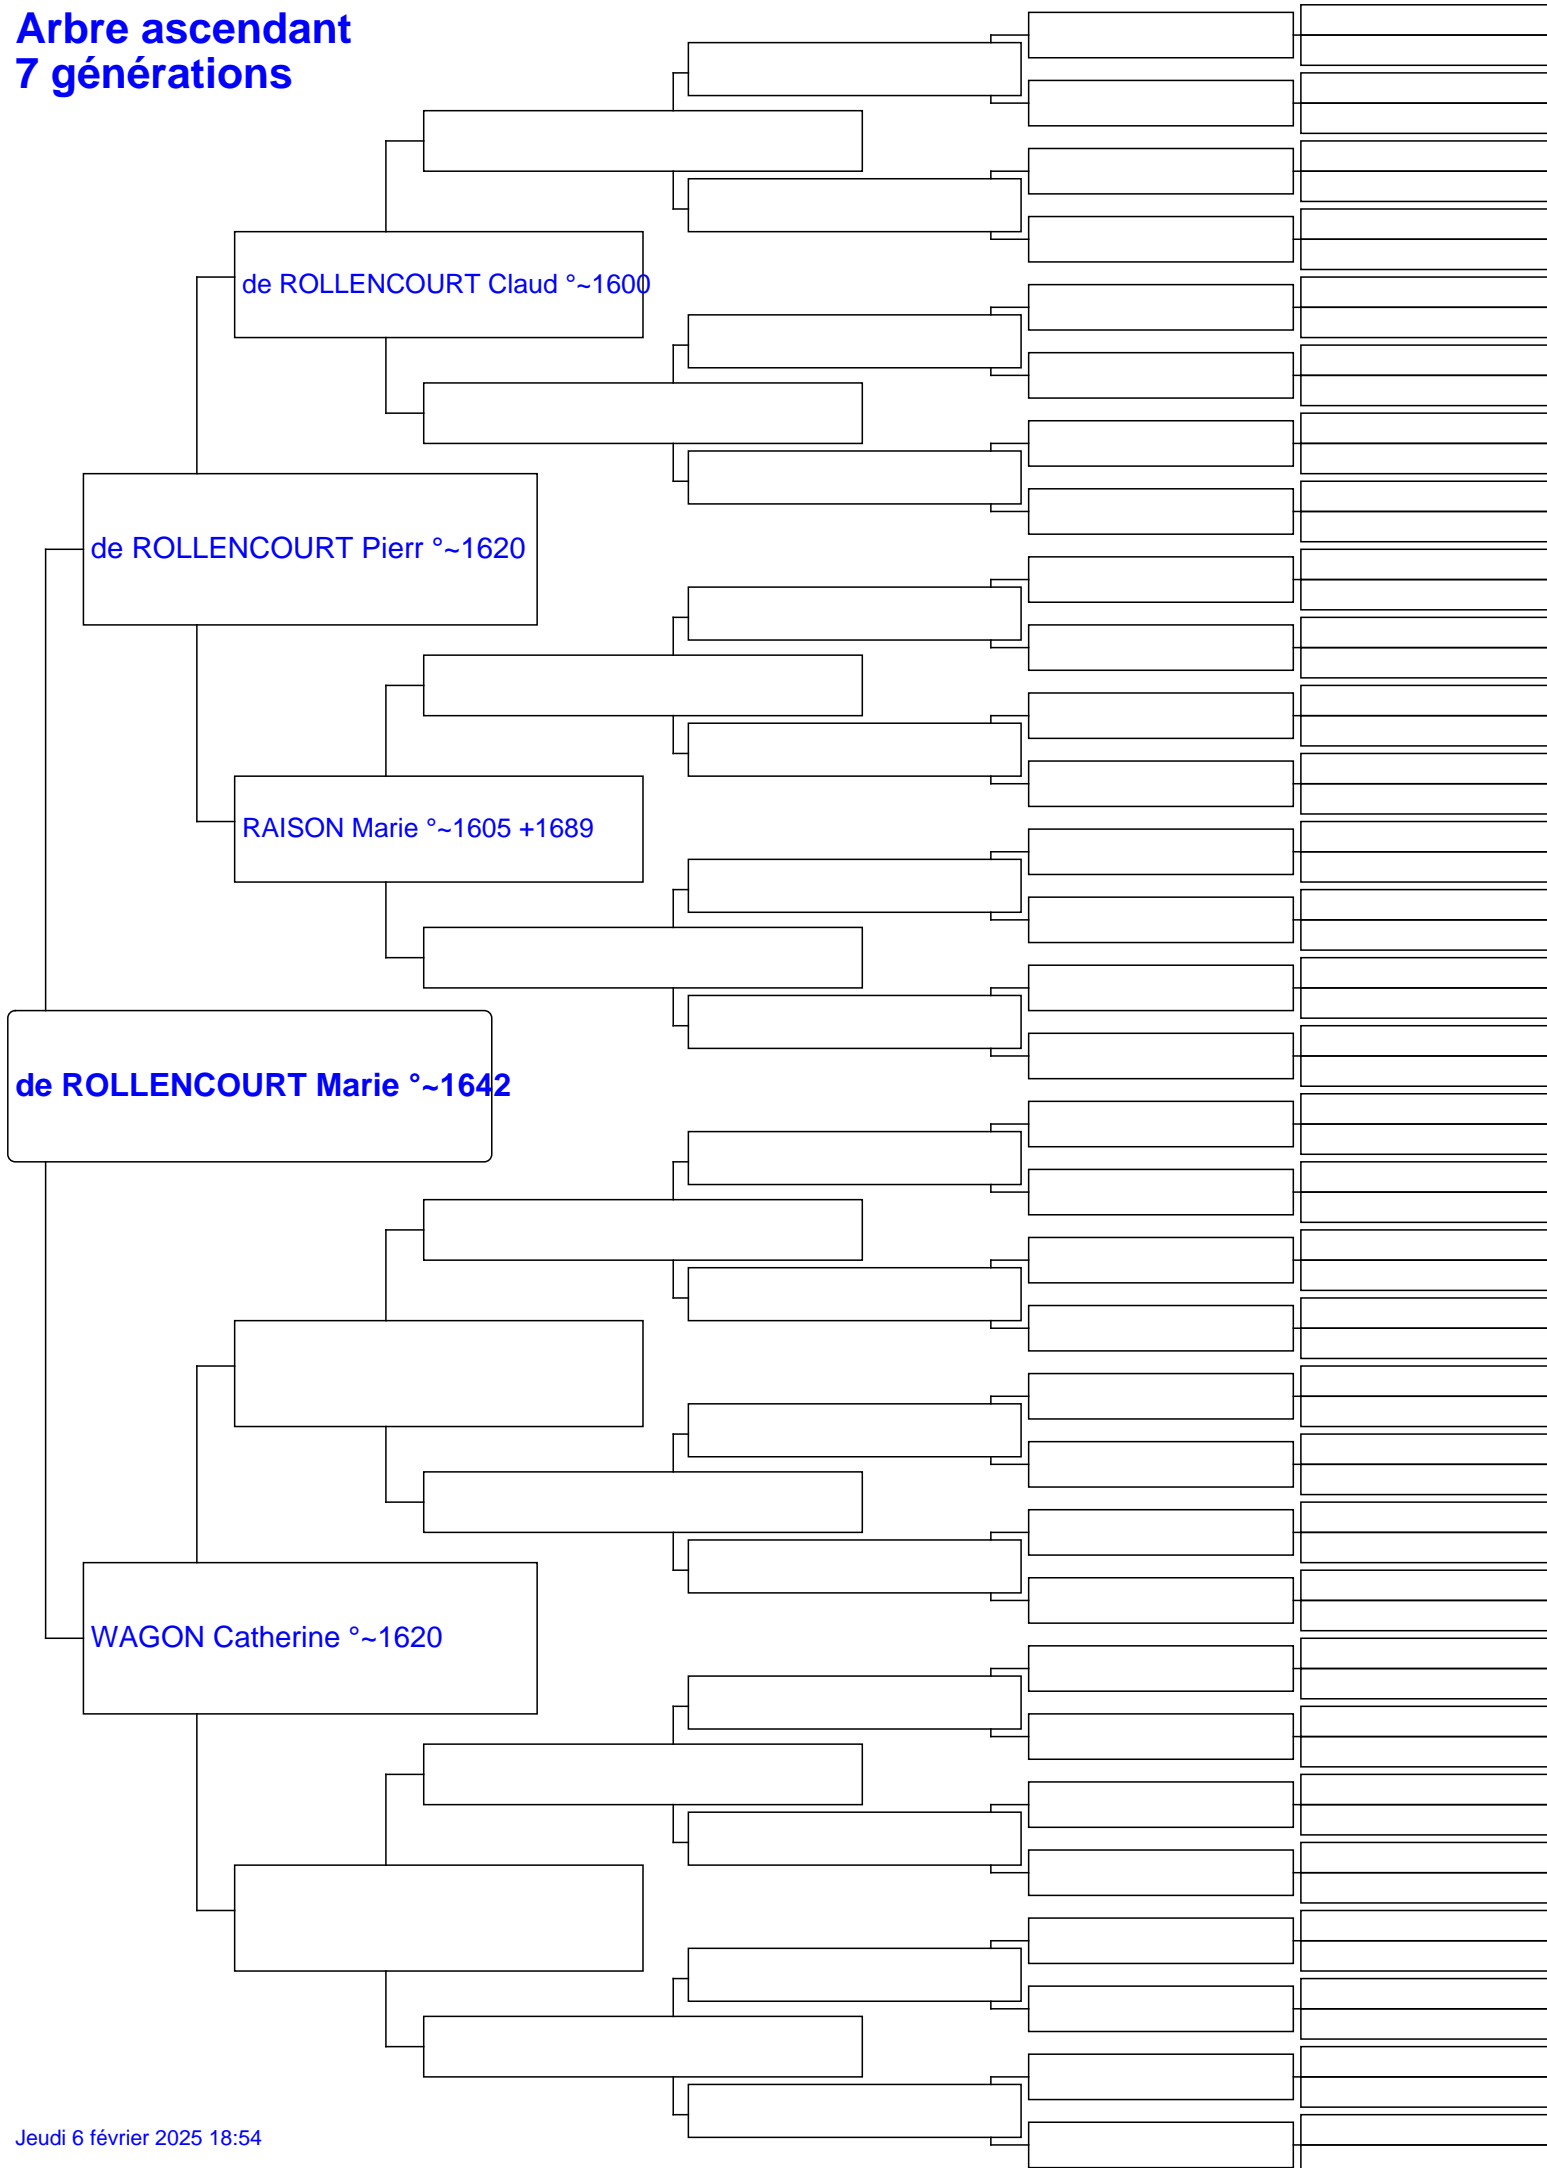 Arbre ascendant
7 générations
de ROLLENCOURT Claud °~1600
de ROLLENCOURT Pierr °~1620
RAISON Marie °~1605 +1689
de ROLLENCOURT Marie °~1642
WAGON Catherine °~1620
Jeudi 6 février 2025 18:54